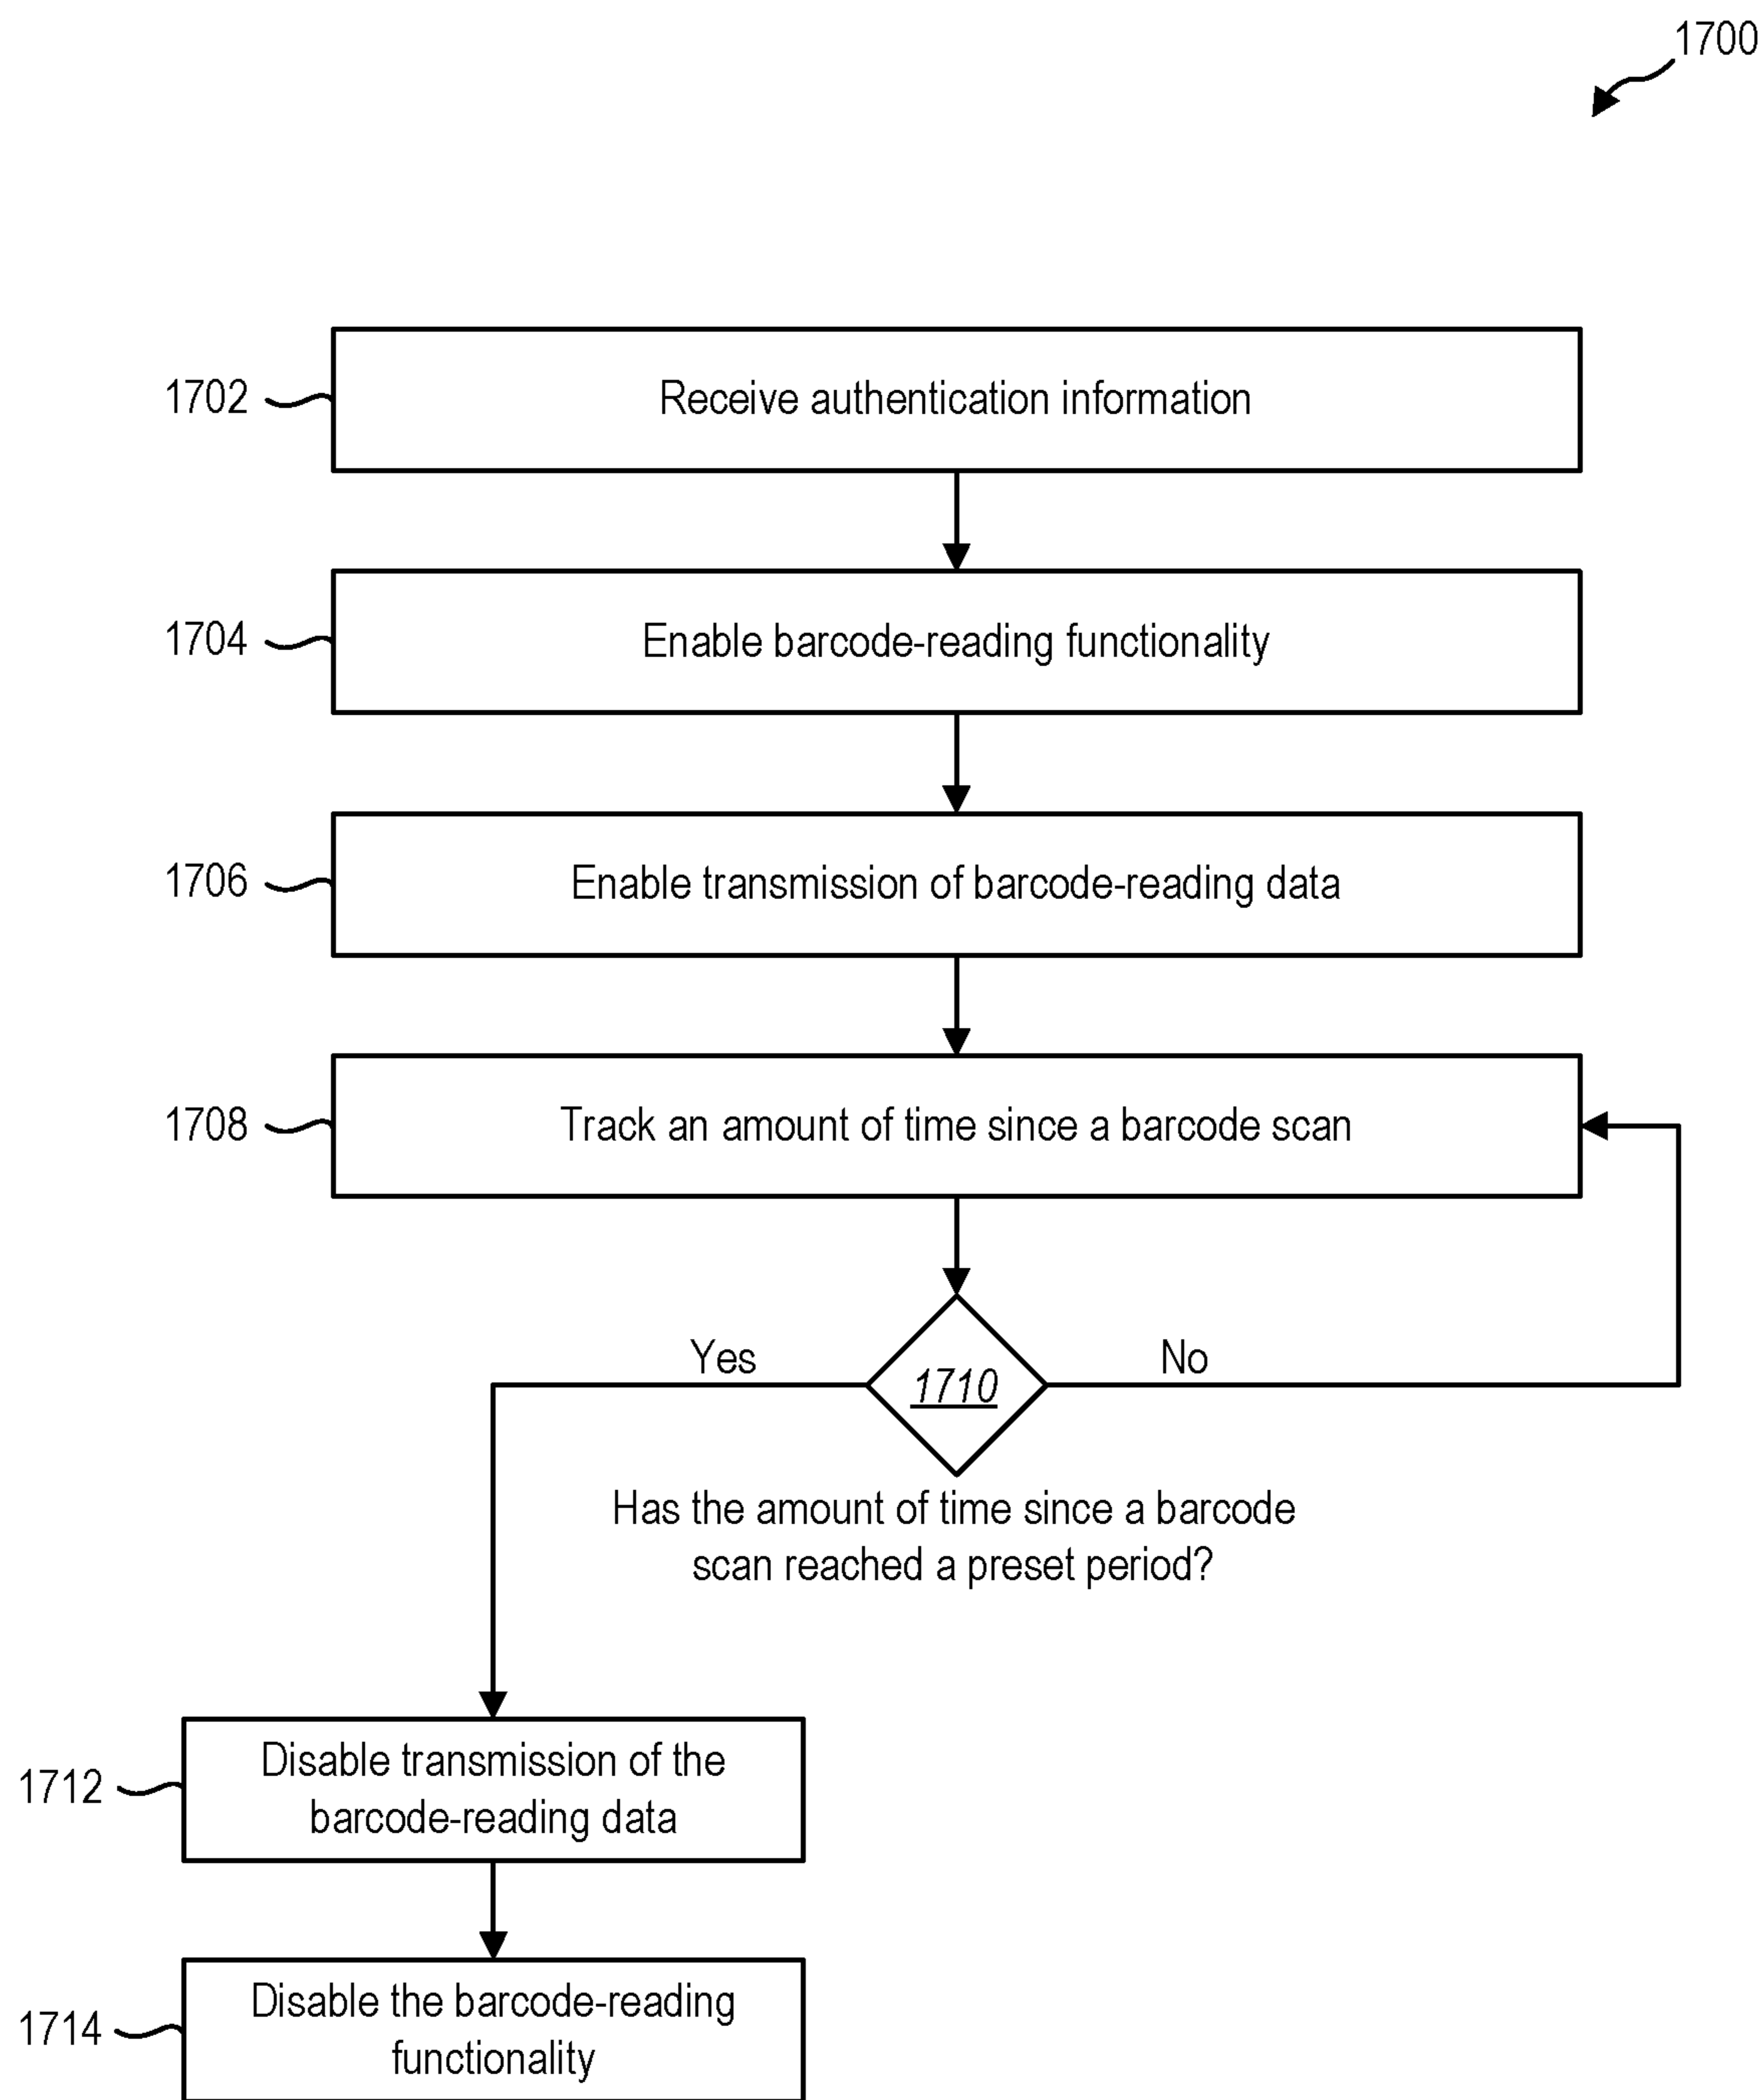 1700
1702
Receive authentication information
1704
Enable barcode-reading functionality
1706
Enable transmission of barcode-reading data
1708
Track an amount of time since a barcode scan
Yes
1710
No
Has the amount of time since a barcode
scan reached a preset period?
1712
Disable transmission of the
barcode-reading data
1714
Disable the barcode-reading
functionality